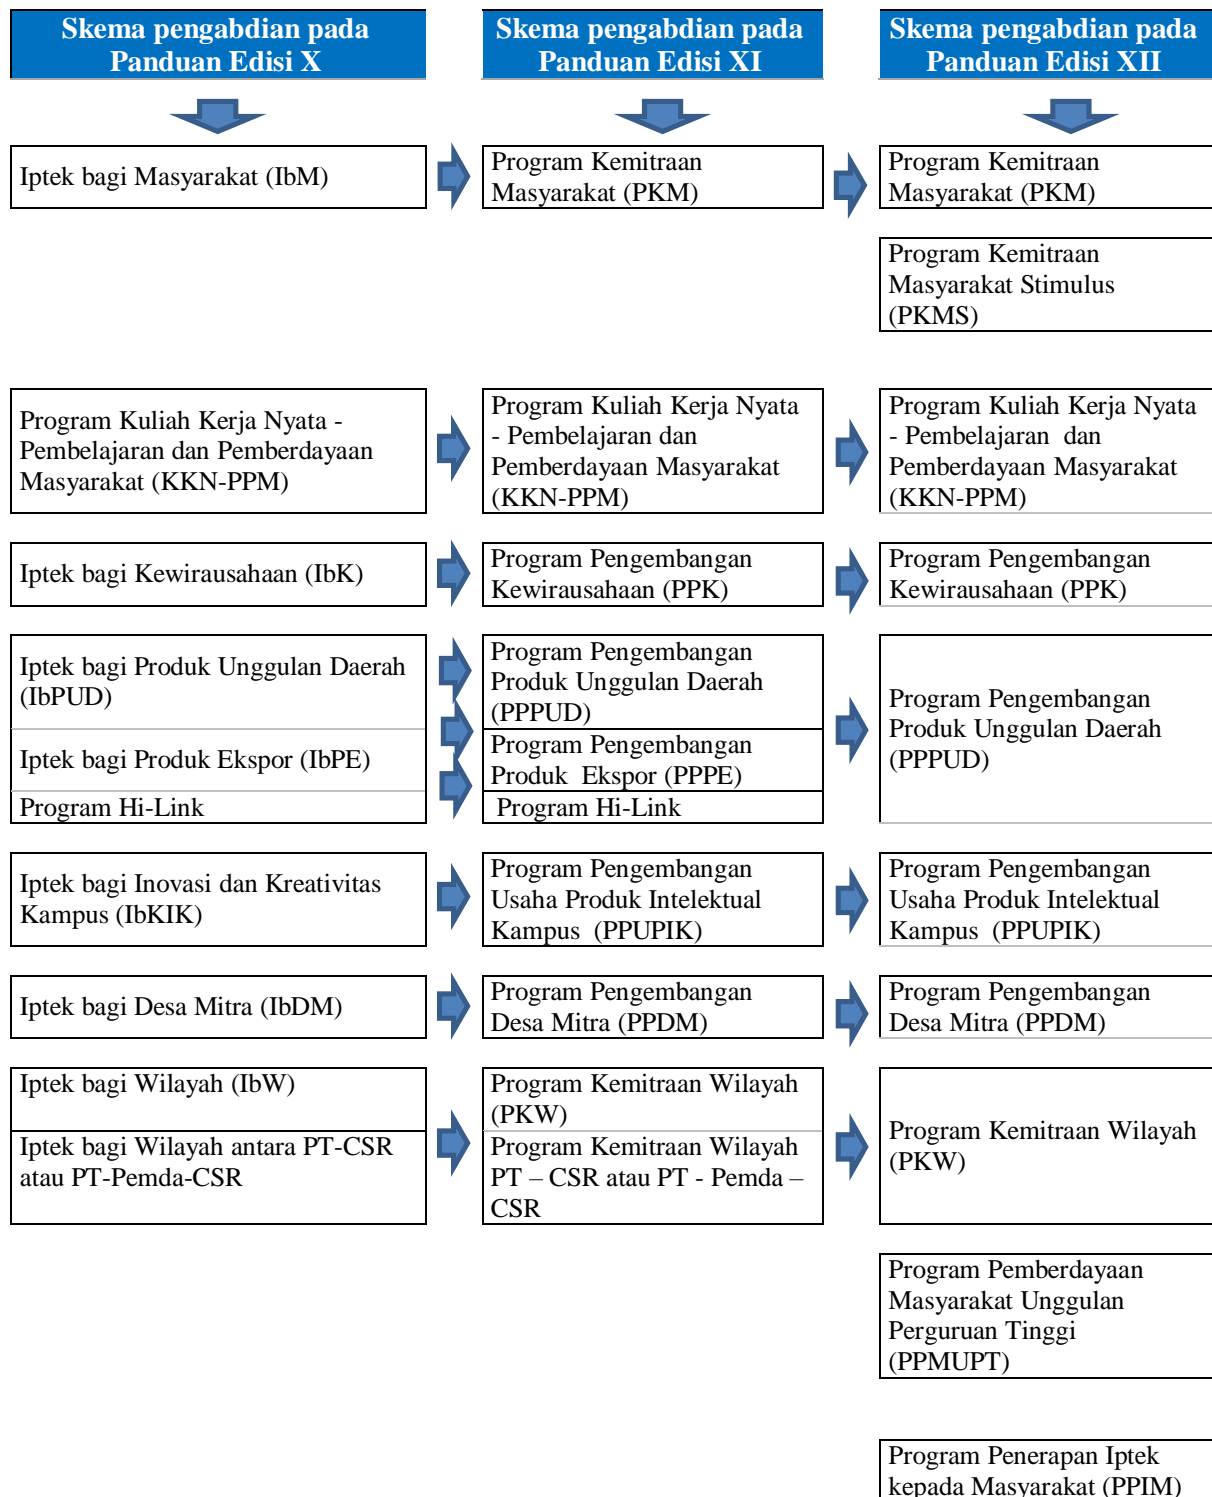 Skema pengabdian pada
Panduan Edisi X
Skema pengabdian pada
Panduan Edisi XI
Skema pengabdian pada
Panduan Edisi XII
Iptek bagi Masyarakat (IbM)
Program Kemitraan
Masyarakat (PKM)
Program Kemitraan
Masyarakat (PKM)
Program Kemitraan
Masyarakat Stimulus
(PKMS)
Program Kuliah Kerja Nyata -
Pembelajaran dan Pemberdayaan
Masyarakat (KKN-PPM)
Program Kuliah Kerja Nyata
- Pembelajaran dan
Pemberdayaan Masyarakat
(KKN-PPM)
Program Kuliah Kerja Nyata
- Pembelajaran dan
Pemberdayaan Masyarakat
(KKN-PPM)
Iptek bagi Kewirausahaan (IbK)
Program Pengembangan
Kewirausahaan (PPK)
Program Pengembangan
Kewirausahaan (PPK)
Iptek bagi Produk Unggulan Daerah
(IbPUD)
Program Pengembangan
Produk Unggulan Daerah
(PPPUD)
Program Pengembangan
Produk Unggulan Daerah
(PPPUD)
Iptek bagi Produk Ekspor (IbPE)
Program Pengembangan
Produk Ekspor (PPPE)
Program Hi-Link
Program Hi-Link
Iptek bagi Inovasi dan Kreativitas
Kampus (IbKIK)
Program Pengembangan
Usaha Produk Intelektual
Kampus (PPUPIK)
Program Pengembangan
Usaha Produk Intelektual
Kampus (PPUPIK)
Iptek bagi Desa Mitra (IbDM)
Program Pengembangan
Desa Mitra (PPDM)
Program Pengembangan
Desa Mitra (PPDM)
Iptek bagi Wilayah (IbW)
Program Kemitraan Wilayah
(PKW)
Program Kemitraan Wilayah
(PKW)
Iptek bagi Wilayah antara PT-CSR
atau PT-Pemda-CSR
Program Kemitraan Wilayah
PT – CSR atau PT - Pemda –
CSR
Program Pemberdayaan
Masyarakat Unggulan
Perguruan Tinggi
(PPMUPT)
Program Penerapan Iptek
kepada Masyarakat (PPIM)